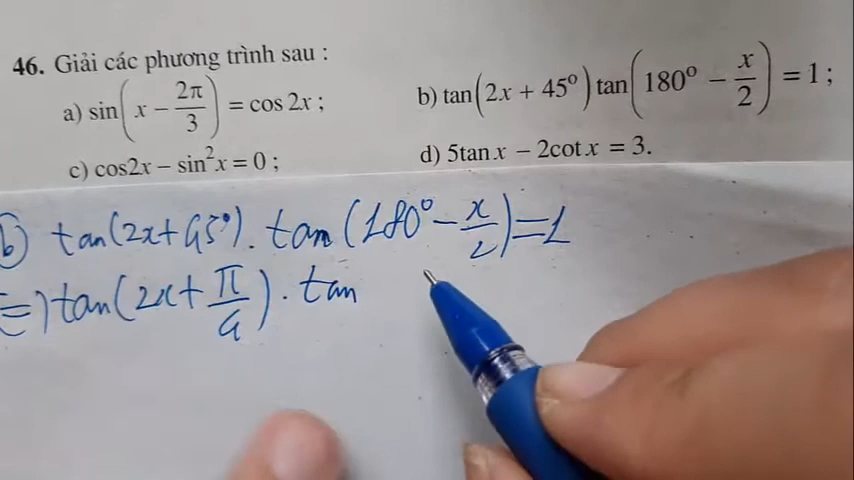 46. Giải các phương trình sau :
a) sin(x − 2π/3) = cos 2x ;
b) tan(2x + 45°) tan(180° − x/2) = 1 ;
c) cos2x − sin²x = 0 ;
d) 5tan x − 2cot x = 3.
b) tan(2x+45°). tan(180° − x/2) = 1
=) tan(2x + π/4) . tan